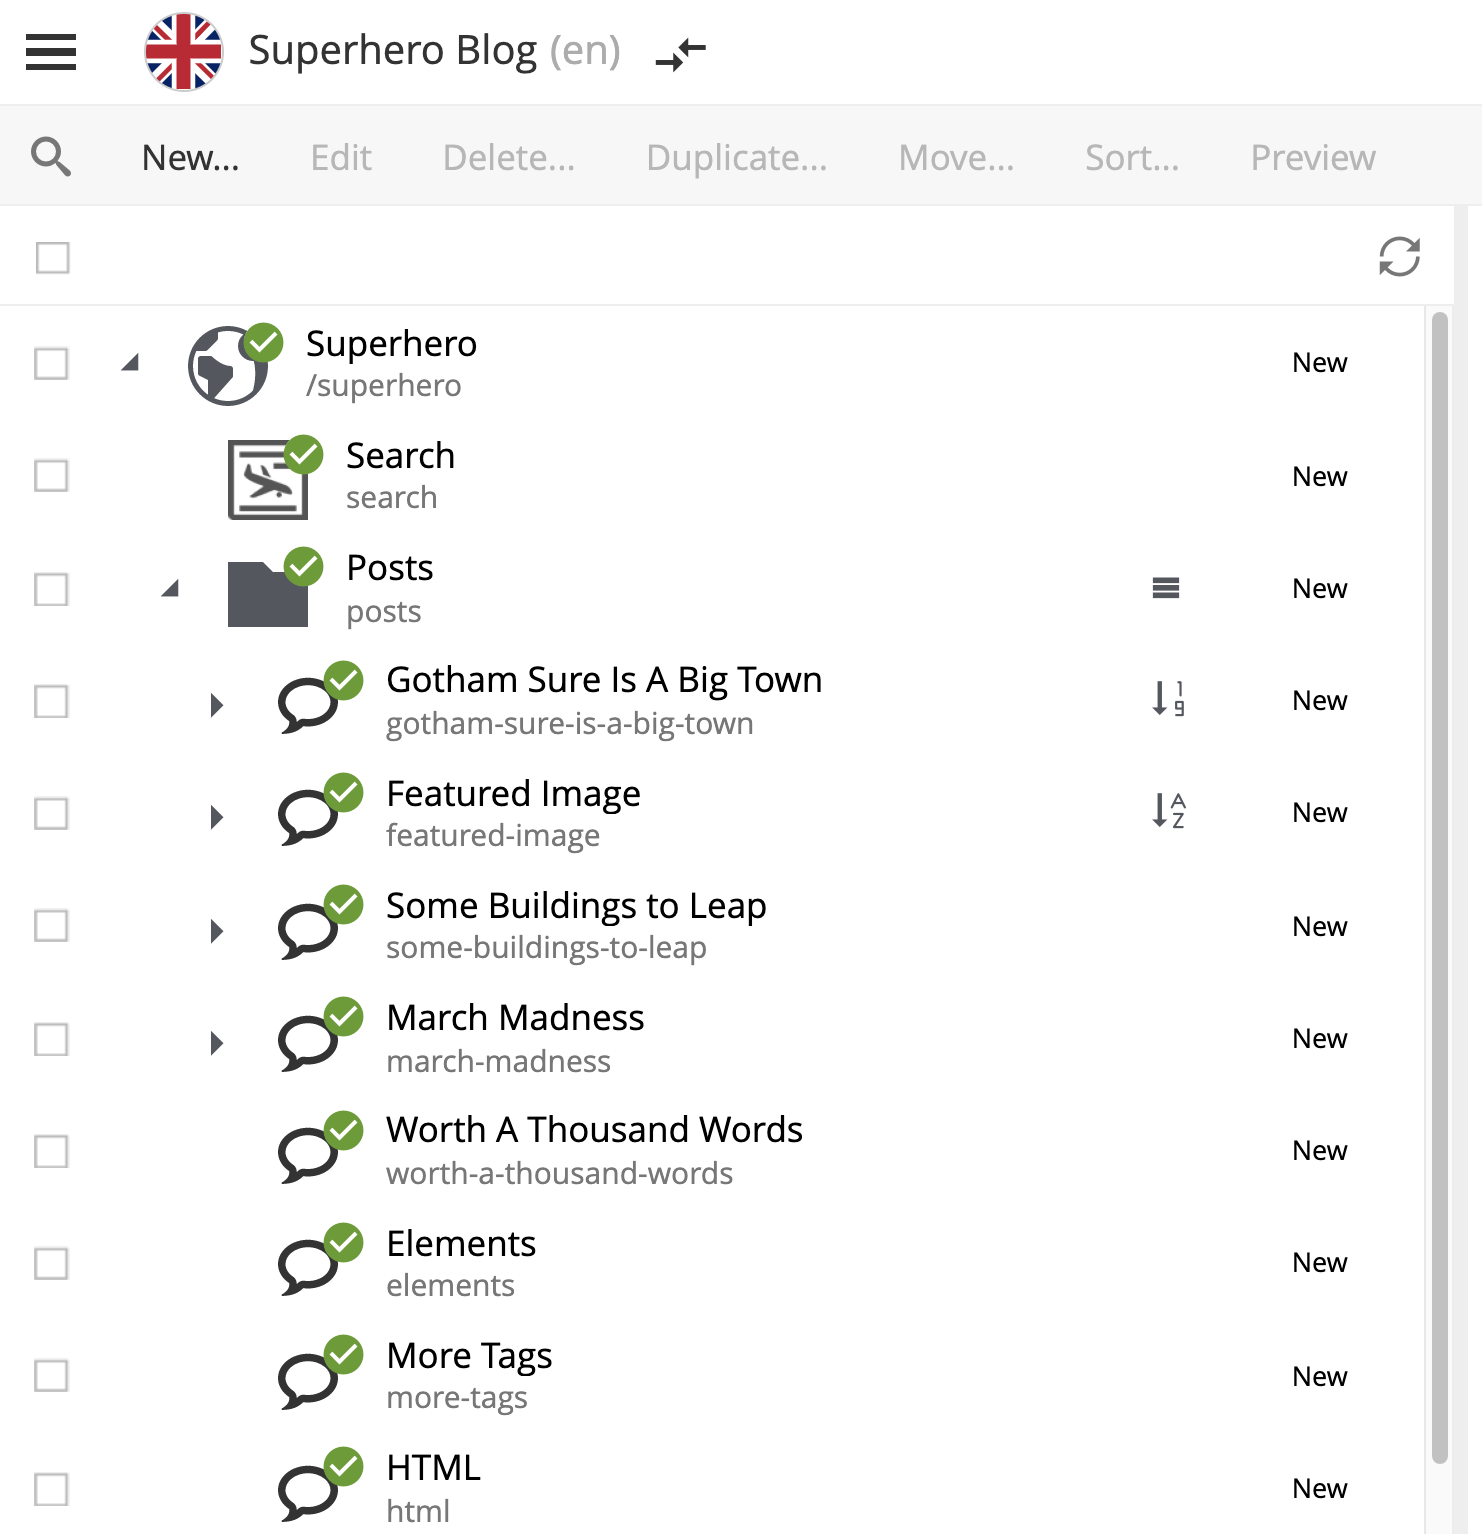 Superhero Blog (en)
New... Edit Delete... Duplicate... Move... Sort... Preview
Superhero
/superhero
New
Search
search
New
Posts
posts
New
Gotham Sure Is A Big Town
gotham-sure-is-a-big-town
1
9
New
Featured Image
featured-image
A
Z
New
Some Buildings to Leap
some-buildings-to-leap
New
March Madness
march-madness
New
Worth A Thousand Words
worth-a-thousand-words
New
Elements
elements
New
More Tags
more-tags
New
HTML
html
New